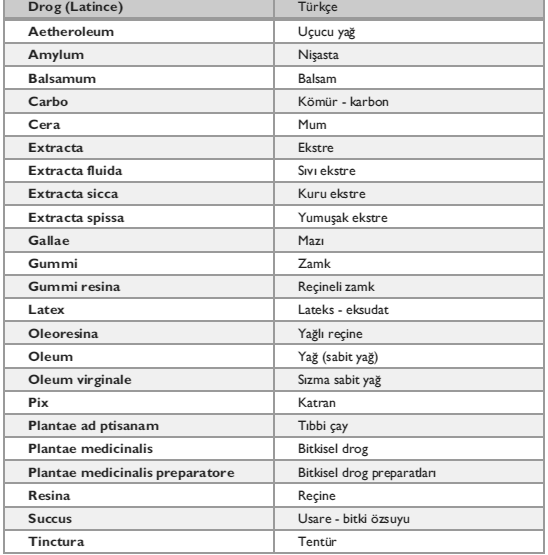 Drog (Latince) Türkçe
Aetheroleum Uçucu yağ
Amylum Nişasta
Balsamum Balsam
Carbo Kömür - karbon
Cera Mum
Extracta Ekstre
Extracta fluida Sıvı ekstre
Extracta sicca Kuru ekstre
Extracta spissa Yumuşak ekstre
Gallae Mazı
Gummi Zamk
Gummi resina Reçineli zamk
Latex Lateks - eksudat
Oleoresina Yağlı reçine
Oleum Yağ (sabit yağ)
Oleum virginale Sızma sabit yağ
Pix Katran
Plantae ad ptisanam Tıbbi çay
Plantae medicinalis Bitkisel drog
Plantae medicinalis preparatore Bitkisel drog preparatları
Resina Reçine
Succus Usare - bitki özsuyu
Tinctura Tentür